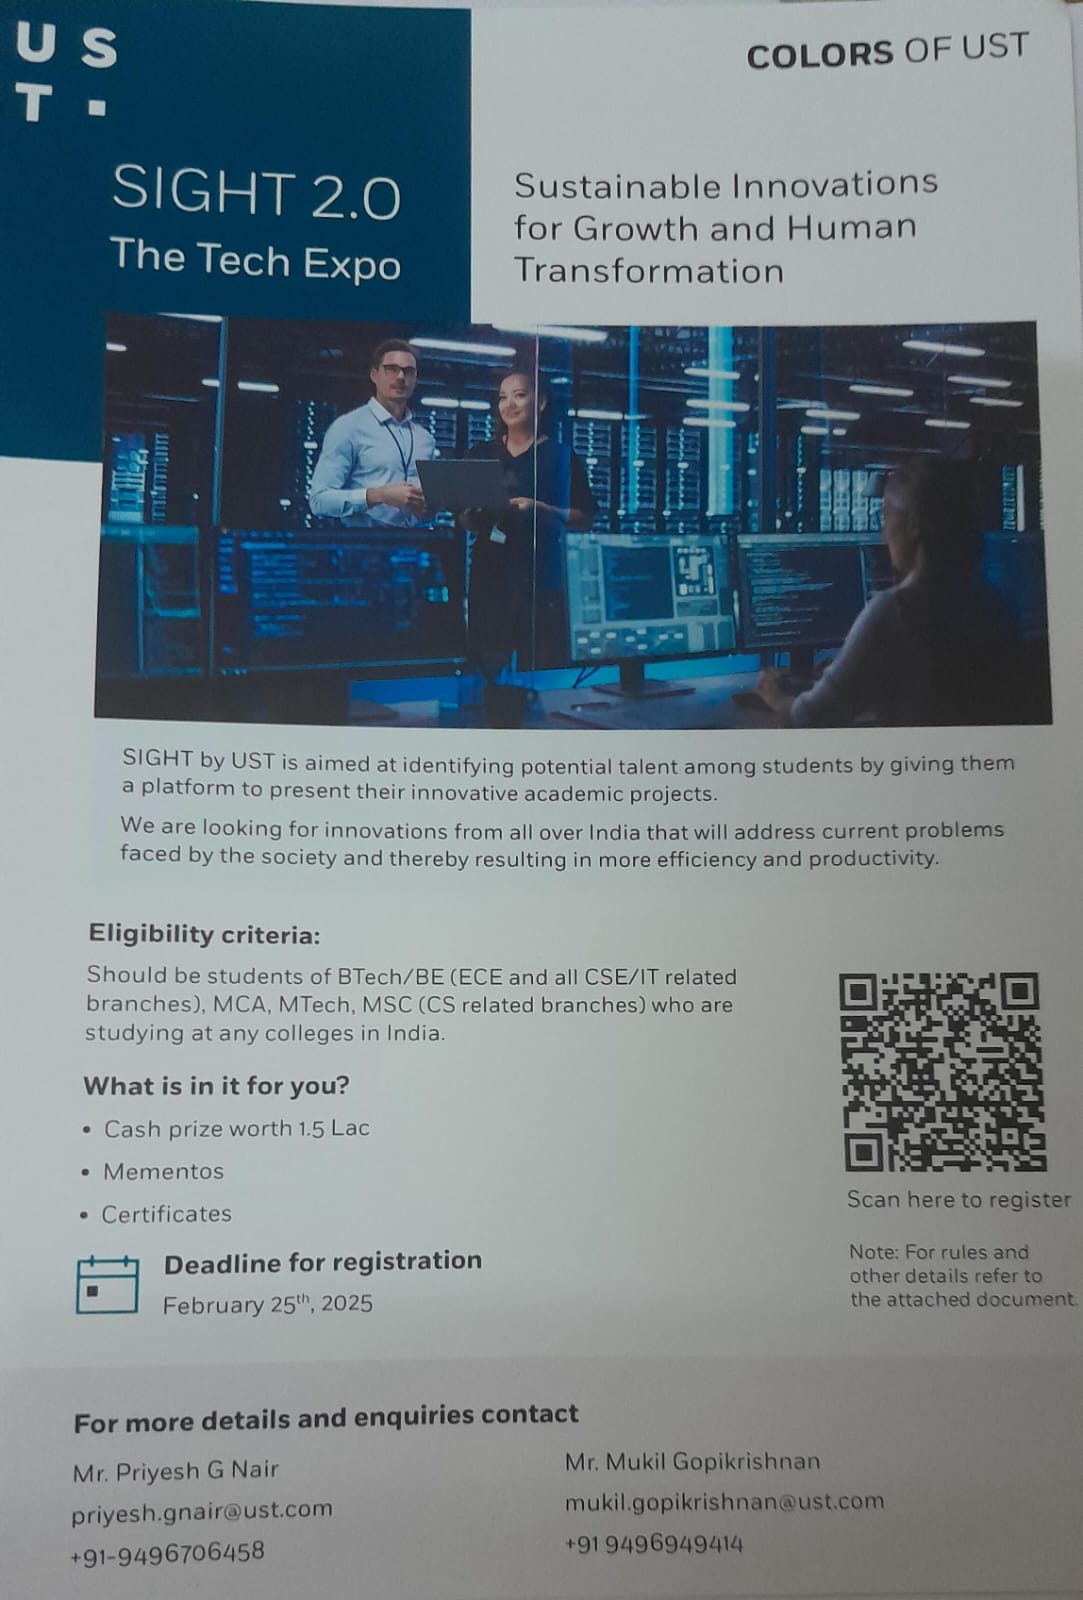 U S
T .
COLORS OF UST
SIGHT 2.0
The Tech Expo
Sustainable Innovations
for Growth and Human
Transformation
SIGHT by UST is aimed at identifying potential talent among students by giving them
a platform to present their innovative academic projects.
We are looking for innovations from all over India that will address current problems
faced by the society and thereby resulting in more efficiency and productivity.
Eligibility criteria:
Should be students of BTech/BE (ECE and all CSE/IT related
branches), MCA, MTech, MSC (CS related branches) who are
studying at any colleges in India.
What is in it for you?
• Cash prize worth 1.5 Lac
• Mementos
• Certificates
Deadline for registration
February 25th, 2025
Scan here to register
Note: For rules and
other details refer to
the attached document.
For more details and enquiries contact
Mr. Priyesh G Nair
priyesh.gnair@ust.com
+91-9496706458
Mr. Mukil Gopikrishnan
mukil.gopikrishnan@ust.com
+91 9496949414